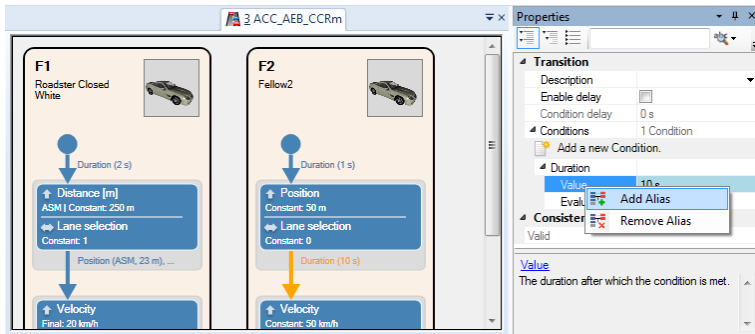 3 ACC_AEB_CCRm
F1
Roadster Closed
White
Duration (2 s)
Distance [m]
ASM | Constant: 250 m
Lane selection
Constant: 1
Position (ASM, 23 m), ...
Velocity
Final: 20 km/h
F2
Fellow2
Duration (1 s)
Position
Constant: 50 m
Lane selection
Constant: 0
Duration (10 s)
Velocity
Constant: 50 km/h
Properties
abc
Transition
Description
Enable delay
Condition delay 0 s
Conditions 1 Condition
Add a new Condition.
Duration
Value 10 s
Evalu
Add Alias
Remove Alias
Consisten
Valid
Value
The duration after which the condition is met.